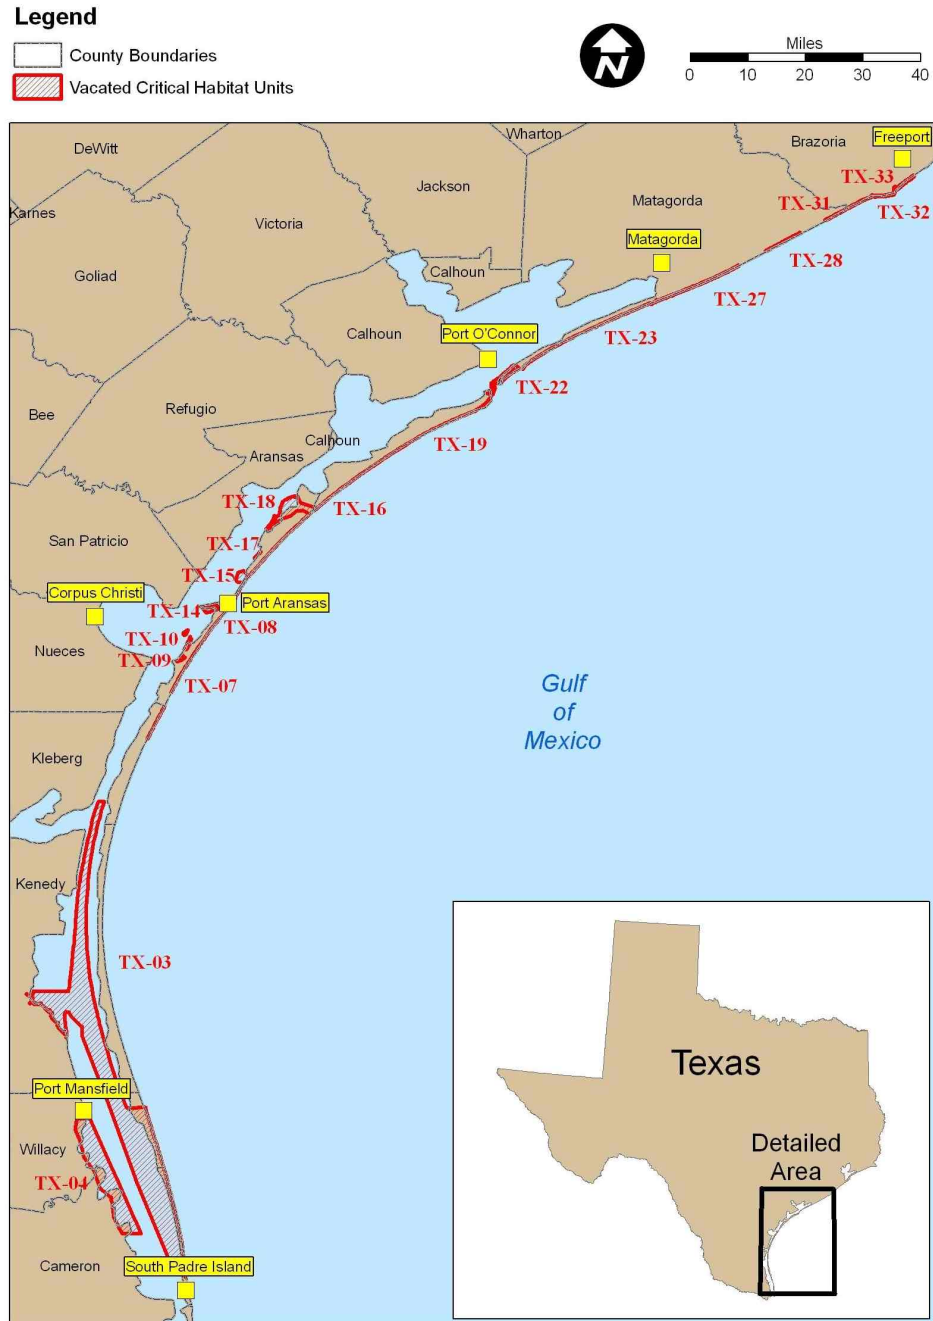 Legend
County Boundaries
Vacated Critical Habitat Units
N
Miles
0 10 20 30 40
DeWitt
Wharton
Brazoria
Freeport
Karnes
Jackson
TX-33
Victoria
Matagorda
TX-31
TX-32
Goliad
Calhoun
Matagorda
TX-28
TX-27
Calhoun
Port O'Connor
TX-23
TX-22
Bee
Refugio
Calhoun
TX-19
Aransas
TX-18
TX-16
San Patricio
TX-17
TX-15
Corpus Christi
TX-14
Port Aransas
TX-08
TX-10
Nueces
TX-09
TX-07
Gulf
of
Mexico
Kleberg
Kenedy
TX-03
Port Mansfield
Willacy
TX-04
Cameron
South Padre Island
Texas
Detailed
Area